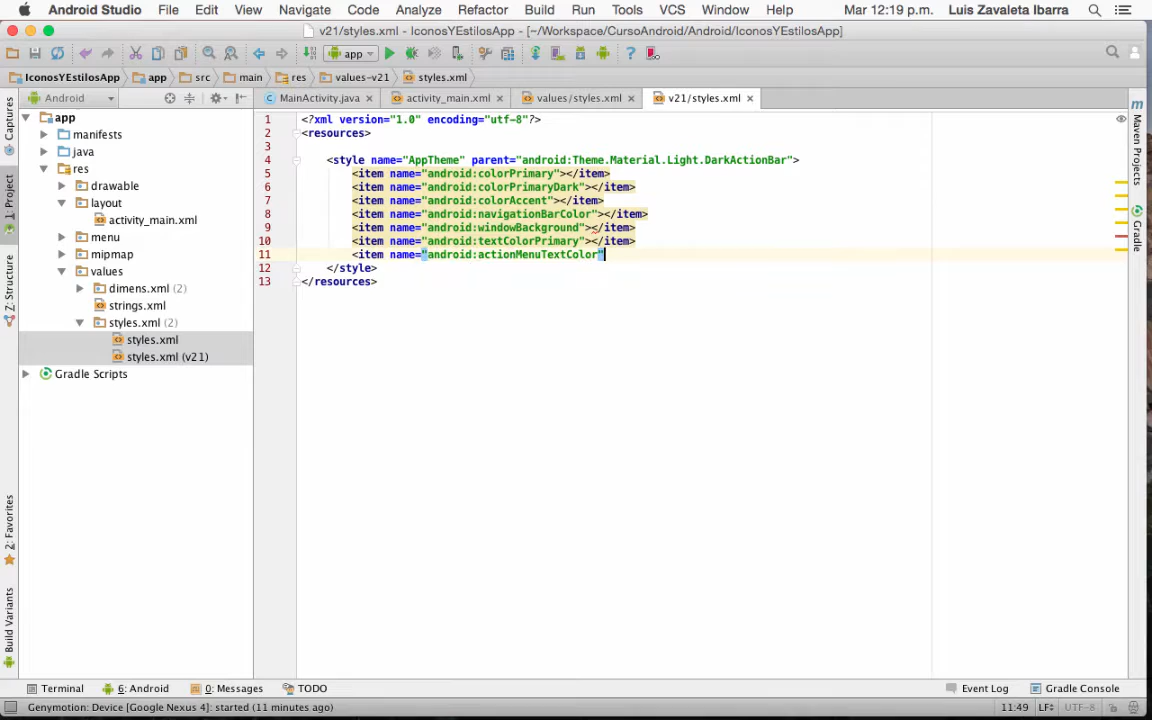 Android Studio File Edit View Navigate Code Analyze Refactor Build Run Tools VCS Window Help Mar 12:19 p.m. Luis Zavaleta Ibarra
v21/styles.xml - IconosYEstilosApp - [~/Workspace/CursoAndroid/Android/IconosYEstilosApp]
app
IconosYEstilosApp app src main res values-v21 styles.xml
Android
MainActivity.java activity_main.xml values/styles.xml v21/styles.xml
Captures
1: Project
Z: Structure
2: Favorites
Build Variants
app
manifests
java
res
drawable
layout
activity_main.xml
menu
mipmap
values
dimens.xml (2)
strings.xml
styles.xml (2)
styles.xml
styles.xml (v21)
Gradle Scripts
1 <?xml version="1.0" encoding="utf-8"?>
2 <resources>
3
4 <style name="AppTheme" parent="android:Theme.Material.Light.DarkActionBar">
5 <item name="android:colorPrimary"></item>
6 <item name="android:colorPrimaryDark"></item>
7 <item name="android:colorAccent"></item>
8 <item name="android:navigationBarColor"></item>
9 <item name="android:windowBackground"></item>
10 <item name="android:textColorPrimary"></item>
11 <item name="android:actionMenuTextColor"
12 </style>
13 </resources>
m
Maven Projects
Gradle
Terminal 6: Android 0: Messages TODO Event Log Gradle Console
Genymotion: Device [Google Nexus 4]: started (11 minutes ago) 11:49 LF÷ UTF-8